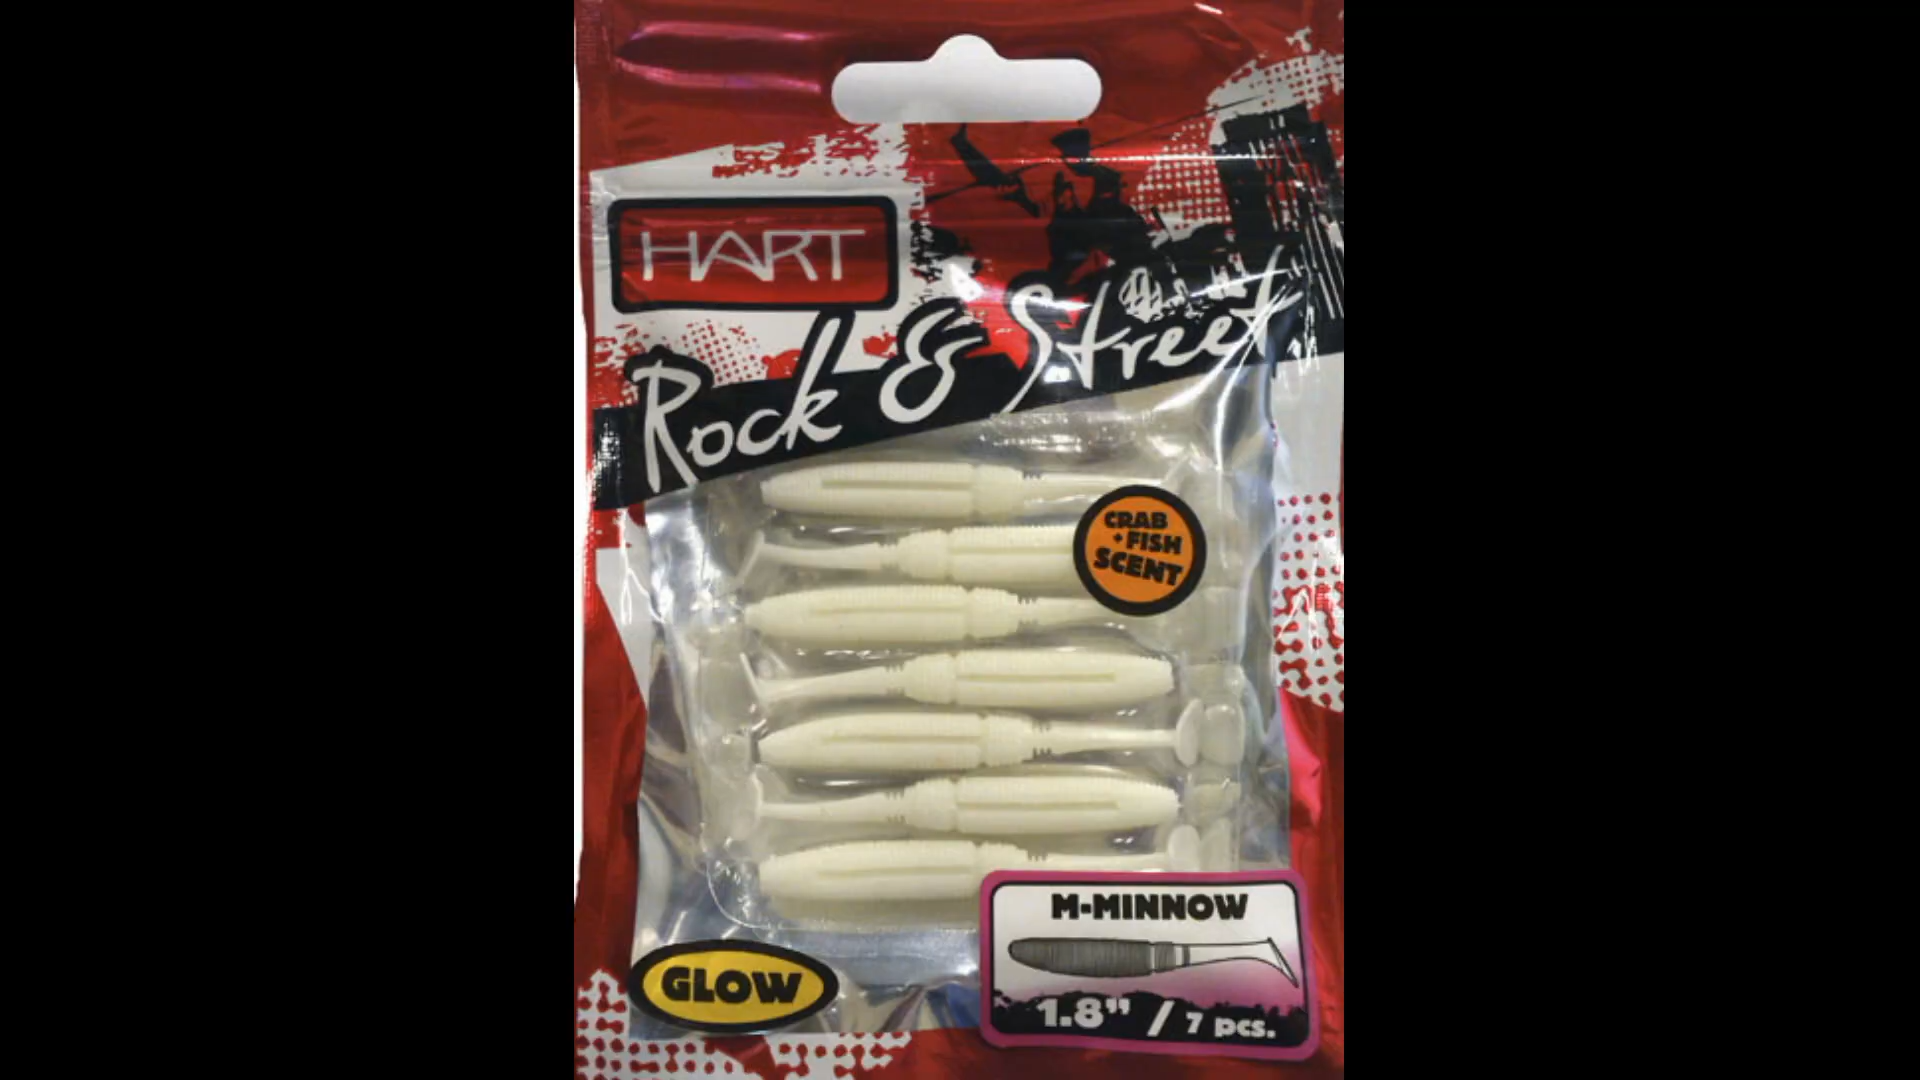 HART
Rock & Street
CRAB
+ FISH
SCENT
M-MINNOW
GLOW
1.8” / 7 pcs.